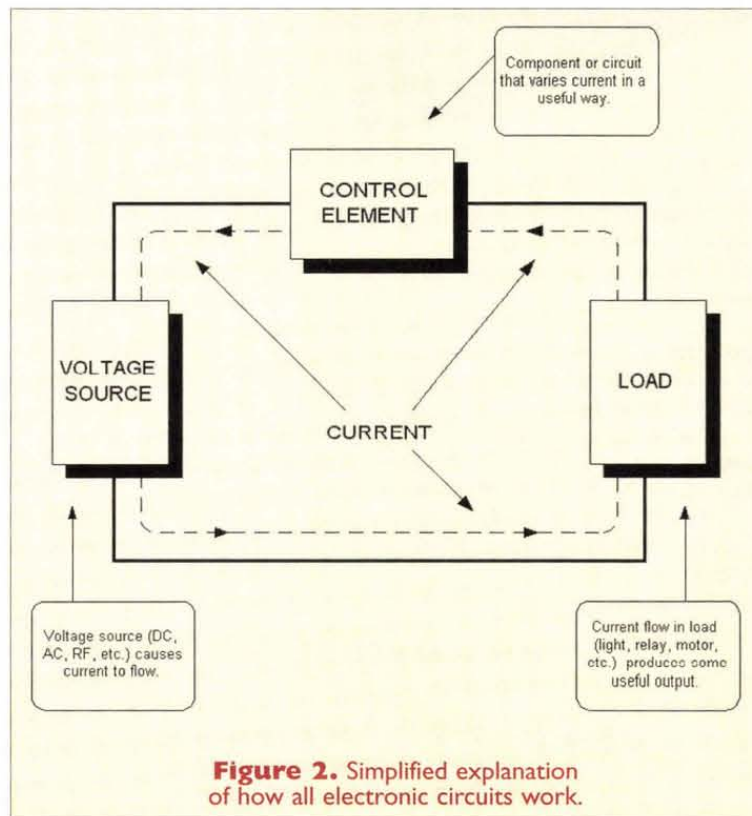 Component or circuit
that varies current in a
useful way.
CONTROL
ELEMENT
VOLTAGE
SOURCE
LOAD
CURRENT
Voltage source (DC,
AC, RF, etc.) causes
current to flow.
Current flow in load
(light, relay, motor,
etc.) produces some
useful output.
Figure 2. Simplified explanation
of how all electronic circuits work.